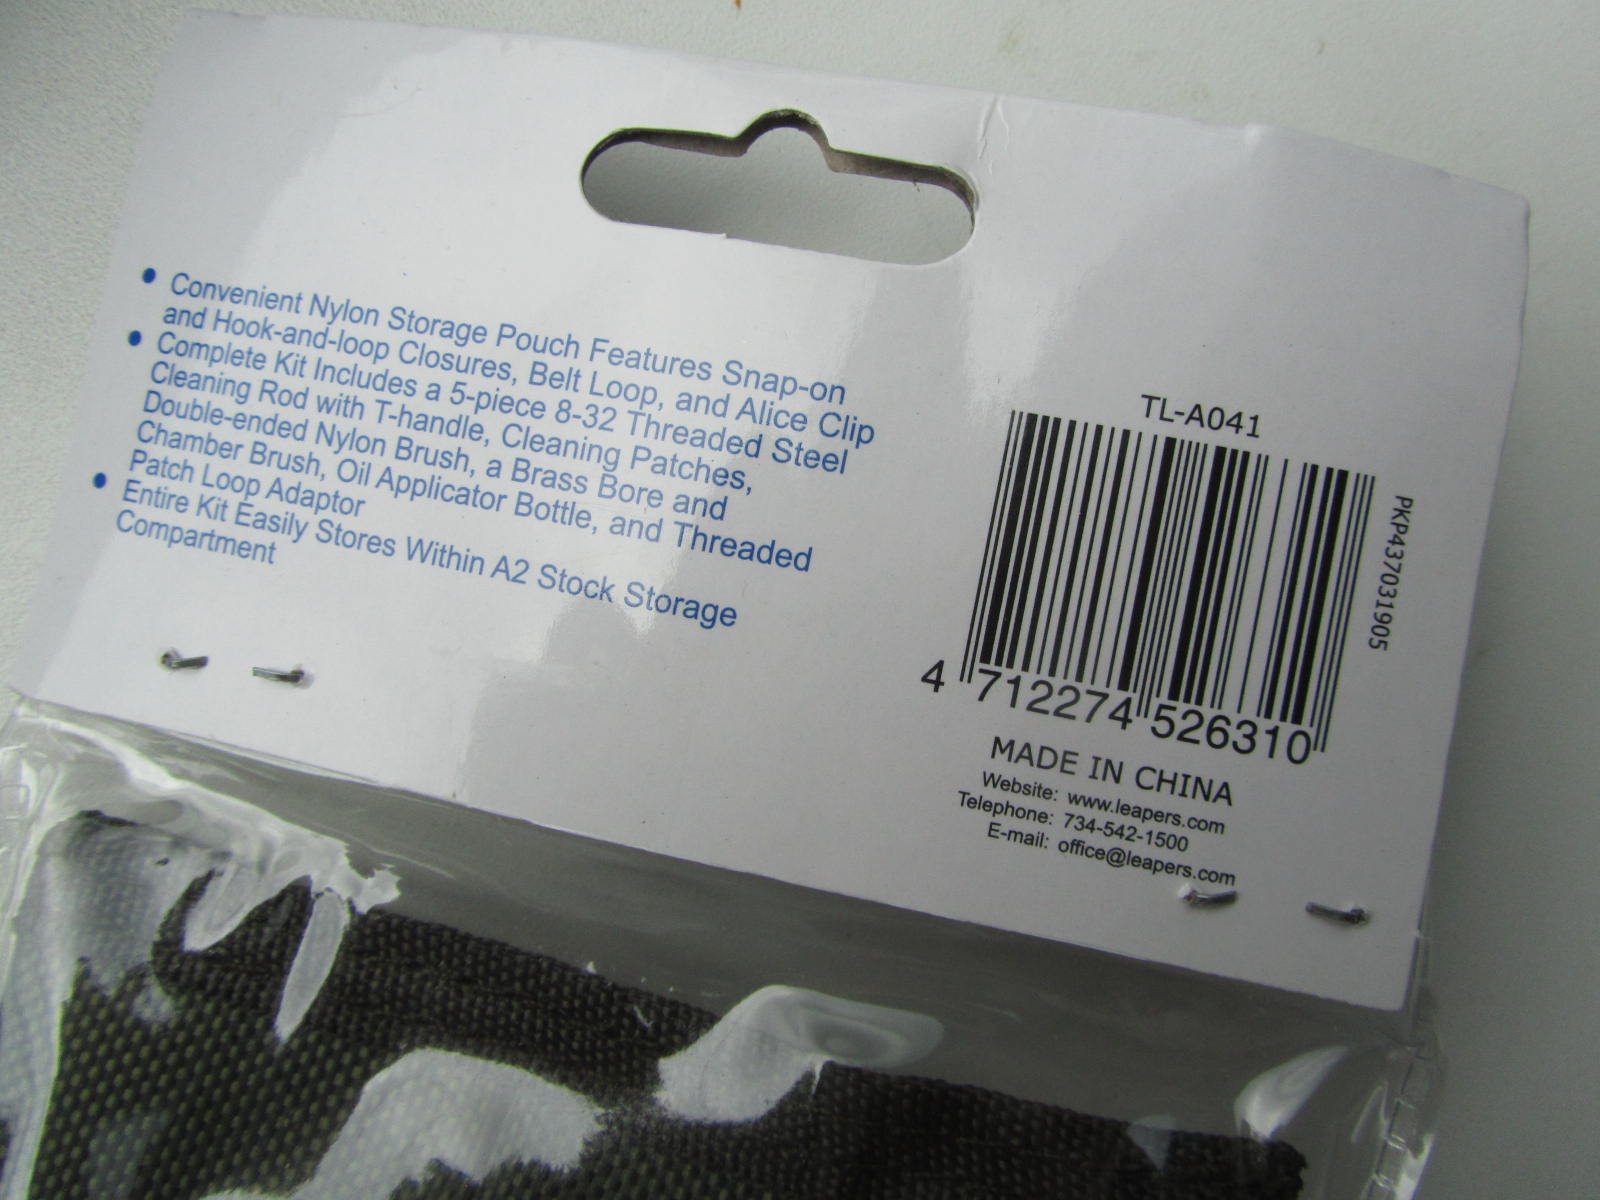 • Convenient Nylon Storage Pouch Features Snap-on
and Hook-and-loop Closures, Belt Loop, and Alice Clip
• Complete Kit Includes a 5-piece 8-32 Threaded Steel
Cleaning Rod with T-handle, Cleaning Patches,
Double-ended Nylon Brush, a Brass Bore and
Chamber Brush, Oil Applicator Bottle, and Threaded
Patch Loop Adaptor
• Entire Kit Easily Stores Within A2 Stock Storage
Compartment
TL-A041
PKP437031905
4 712274 526310
MADE IN CHINA
Website: www.leapers.com
Telephone: 734-542-1500
E-mail: office@leapers.com